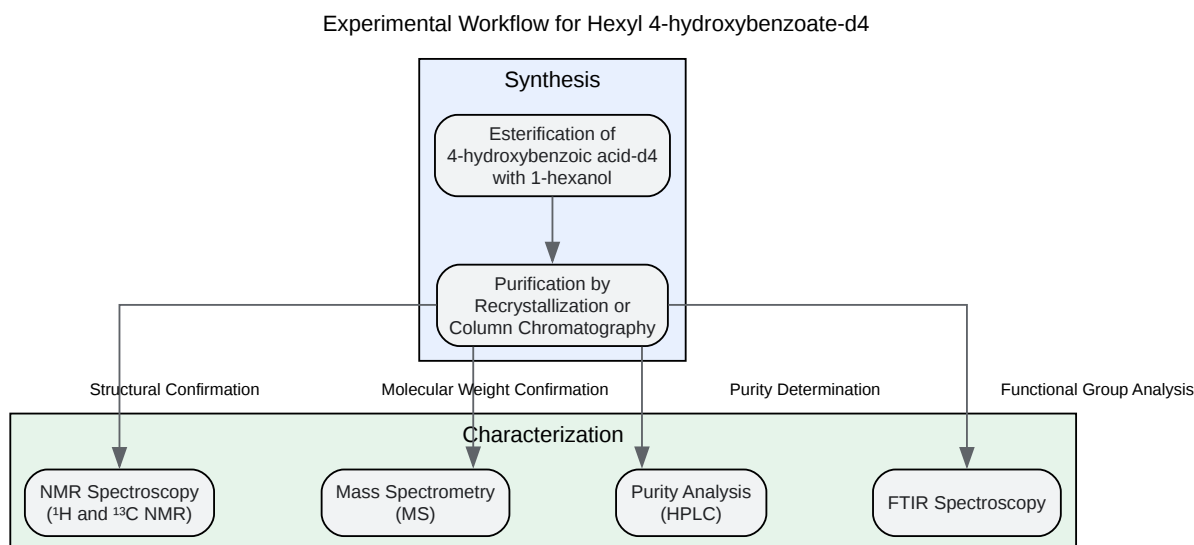 Experimental Workflow for Hexyl 4-hydroxybenzoate-d4
Synthesis
Esterification of
4-hydroxybenzoic acid-d4
with 1-hexanol
Purification by
Recrystallization or
Column Chromatography
Structural Confirmation
Molecular Weight Confirmation
Purity Determination
Functional Group Analysis
Characterization
NMR Spectroscopy
(¹H and ¹³C NMR)
Mass Spectrometry
(MS)
Purity Analysis
(HPLC)
FTIR Spectroscopy